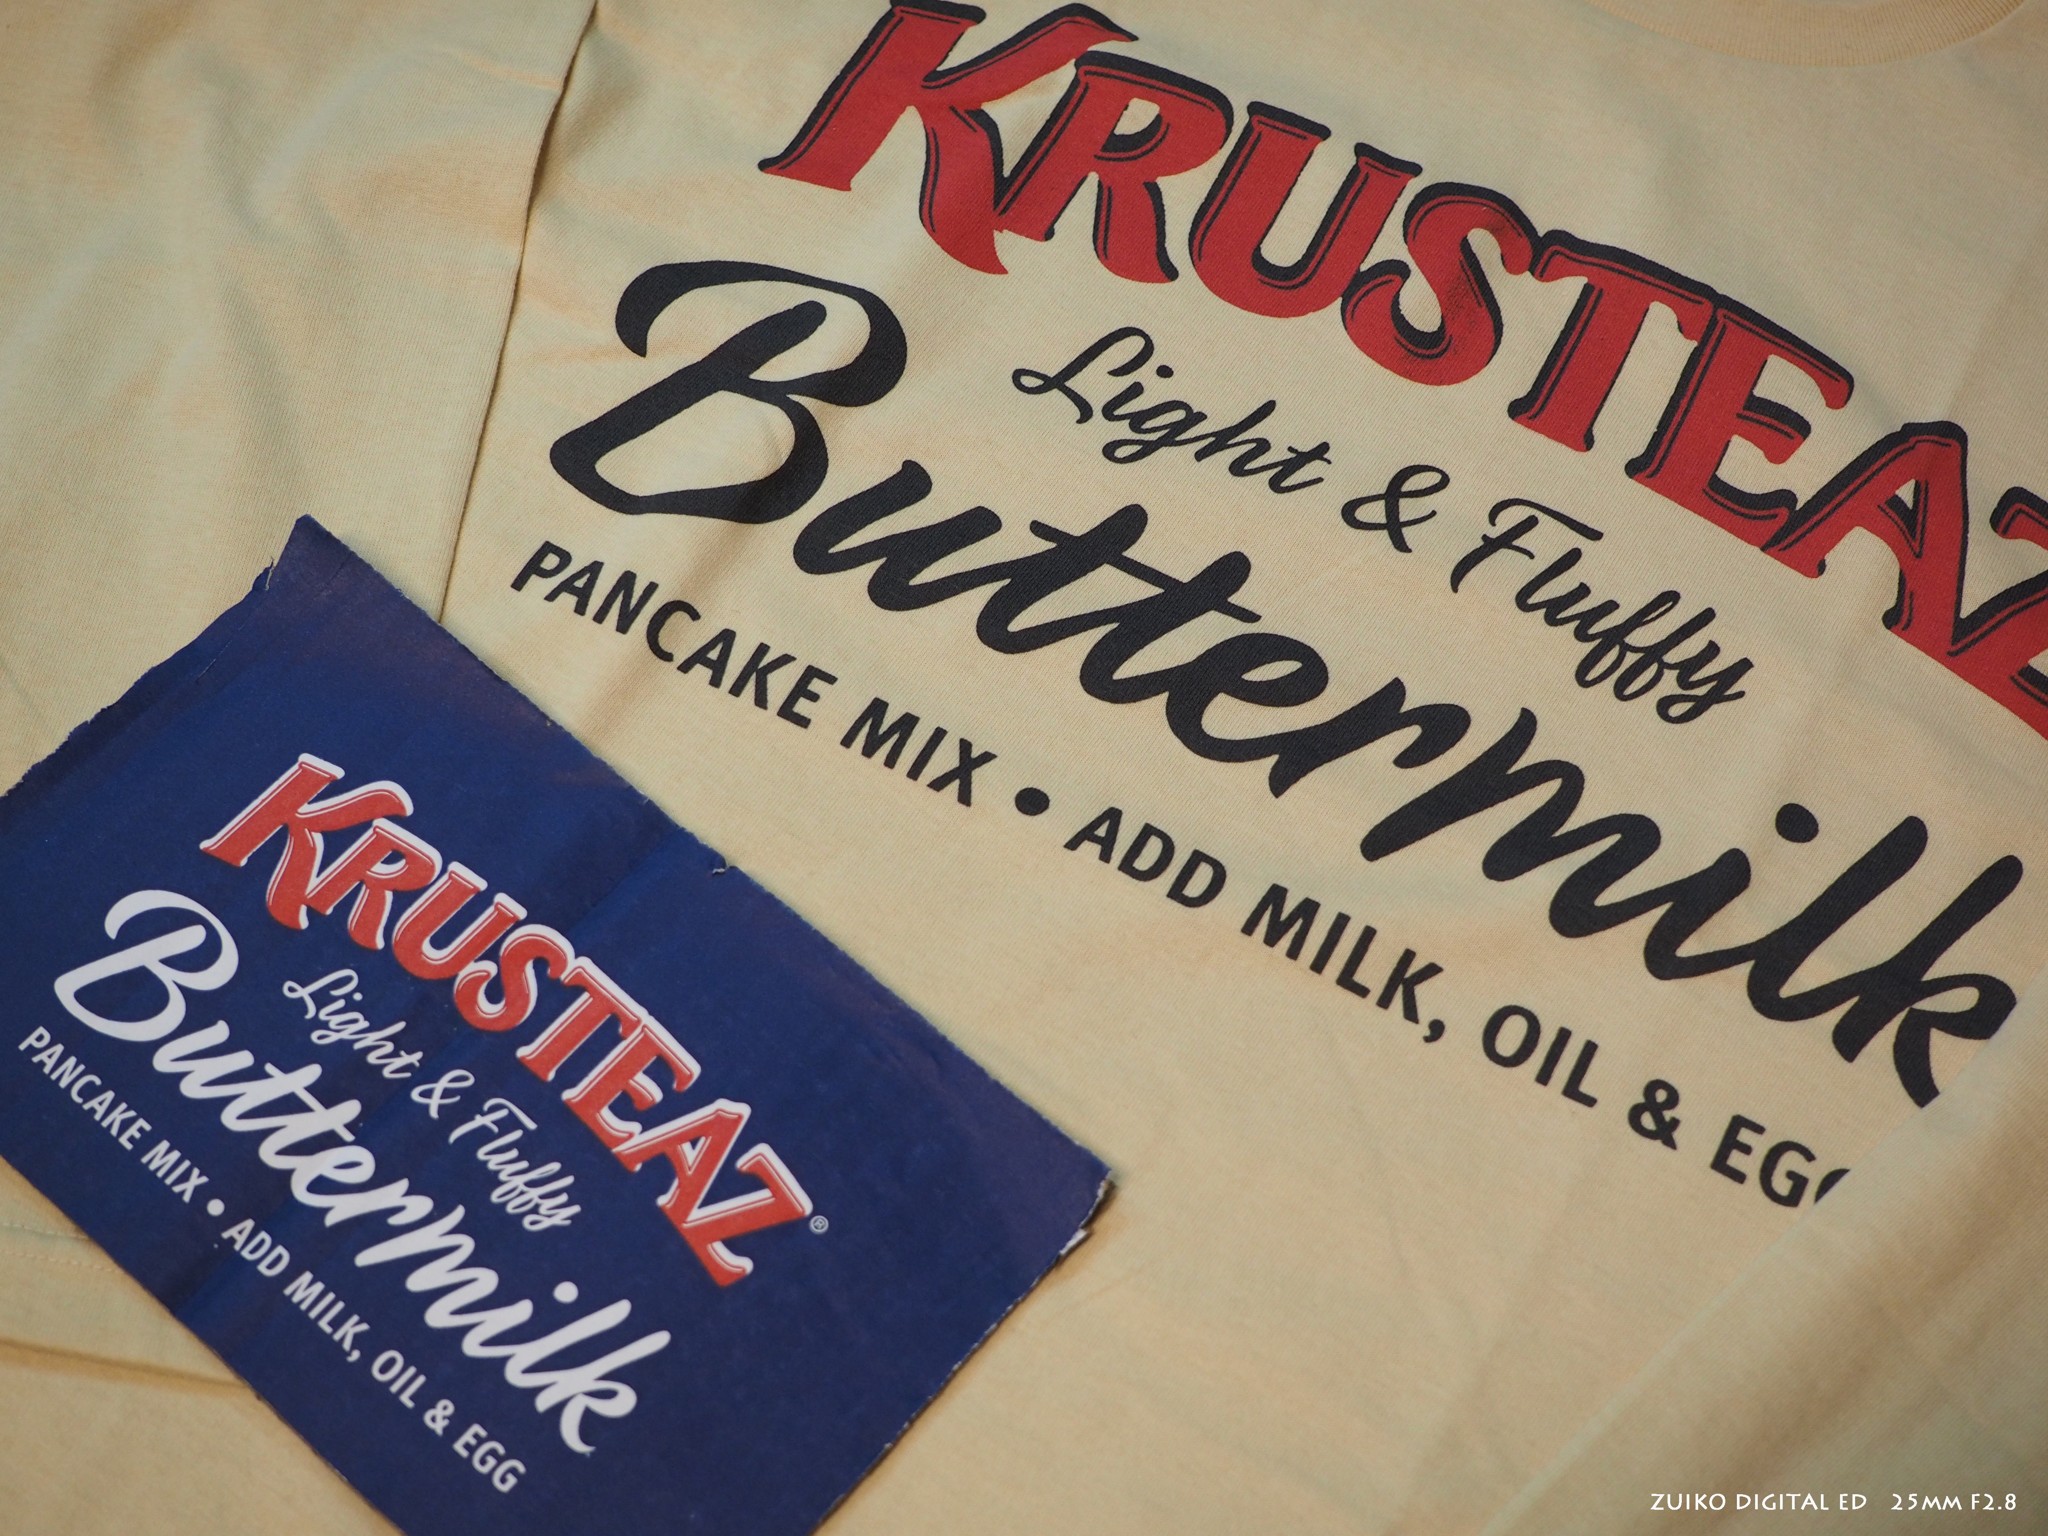 KRUSTEAZ
Light & Fluffy
Buttermilk
PANCAKE MIX • ADD MILK, OIL & EGG
KRUSTEAZ®
Light & Fluffy
Buttermilk
PANCAKE MIX • ADD MILK, OIL & EGG
ZUIKO DIGITAL ED 25MM F2.8